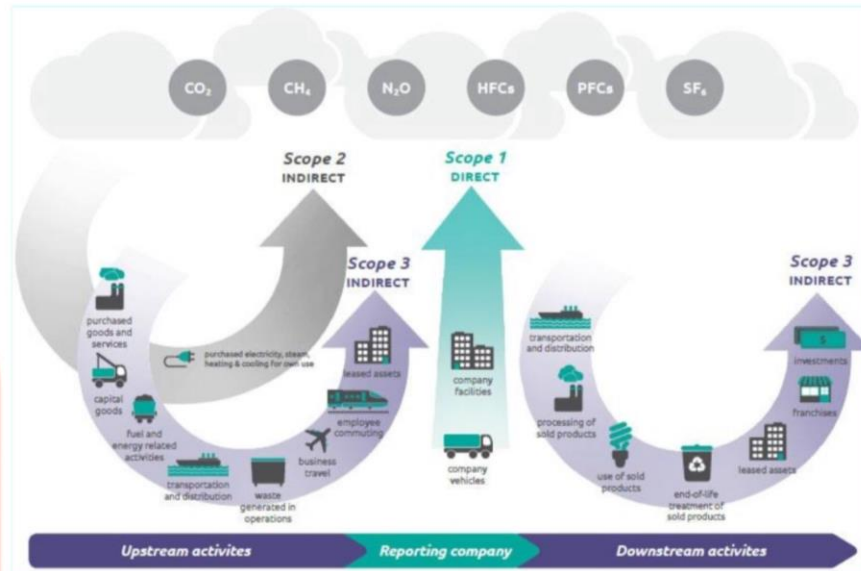 CO₂ CH₄ N₂O HFCs PFCs SF₆
Scope 2
INDIRECT
Scope 1
DIRECT
Scope 3
INDIRECT
Scope 3
INDIRECT
purchased
goods and
services
capital
goods
fuel and
energy related
activities
transportation
and distribution
waste
generated in
operations
business
travel
employee
commuting
leased assets
purchased electricity, steam,
heating & cooling for own use
company
facilities
company
vehicles
transportation
and distribution
processing of
sold products
use of sold
products
end-of-life
treatment of
sold products
leased assets
franchises
$
investments
Upstream activites
Reporting company
Downstream activites